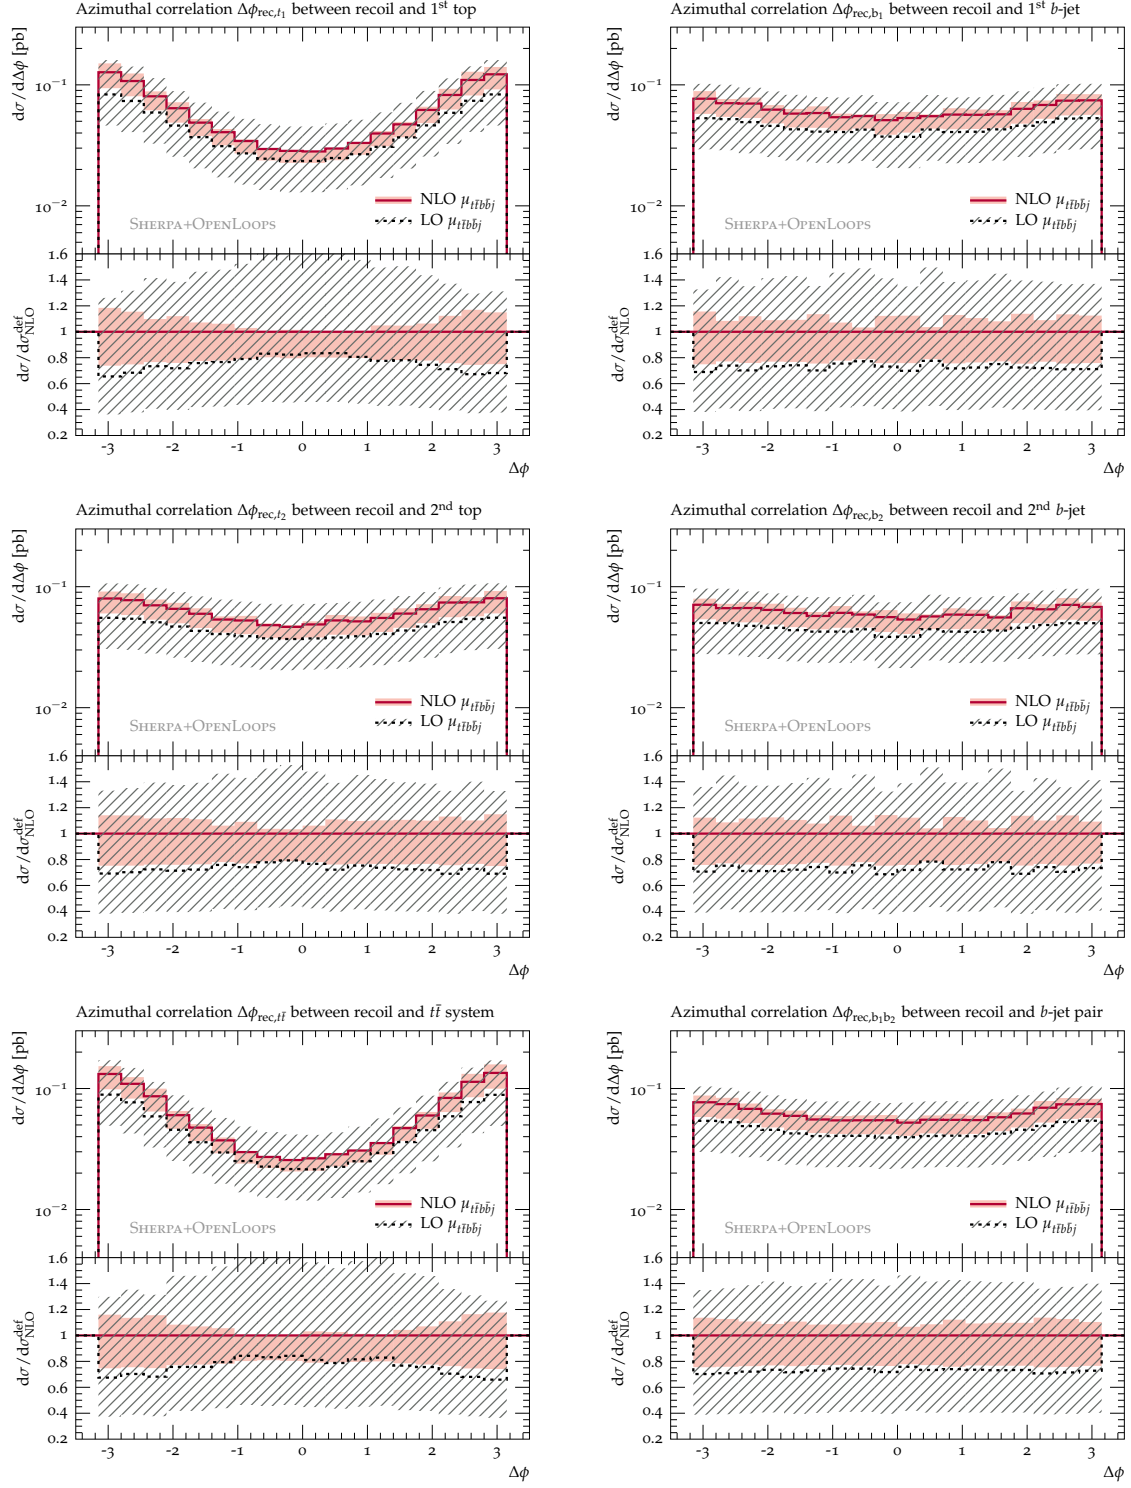 Azimuthal correlation Δϕrec,t1 between recoil and 1st top
dσ/dΔϕ [pb]
10−1
10−2
NLO μtt̄bb̄j
LO μtt̄bb̄j
SHERPA+OPENLOOPS
dσ/dσNLOdef
1.6
1.4
1.2
1
0.8
0.6
0.4
0.2
-3 -2 -1 0 1 2 3
Δϕ
Azimuthal correlation Δϕrec,b1 between recoil and 1st b-jet
dσ/dΔϕ [pb]
10−1
10−2
NLO μtt̄bb̄j
LO μtt̄bb̄j
SHERPA+OPENLOOPS
dσ/dσNLOdef
1.6
1.4
1.2
1
0.8
0.6
0.4
0.2
-3 -2 -1 0 1 2 3
Δϕ
Azimuthal correlation Δϕrec,t2 between recoil and 2nd top
dσ/dΔϕ [pb]
10−1
10−2
NLO μtt̄bb̄j
LO μtt̄bb̄j
SHERPA+OPENLOOPS
dσ/dσNLOdef
1.6
1.4
1.2
1
0.8
0.6
0.4
0.2
-3 -2 -1 0 1 2 3
Δϕ
Azimuthal correlation Δϕrec,b2 between recoil and 2nd b-jet
dσ/dΔϕ [pb]
10−1
10−2
NLO μtt̄bb̄j
LO μtt̄bb̄j
SHERPA+OPENLOOPS
dσ/dσNLOdef
1.6
1.4
1.2
1
0.8
0.6
0.4
0.2
-3 -2 -1 0 1 2 3
Δϕ
Azimuthal correlation Δϕrec,tt̄ between recoil and tt̄ system
dσ/dΔϕ [pb]
10−1
10−2
NLO μtt̄bb̄j
LO μtt̄bb̄j
SHERPA+OPENLOOPS
dσ/dσNLOdef
1.6
1.4
1.2
1
0.8
0.6
0.4
0.2
-3 -2 -1 0 1 2 3
Δϕ
Azimuthal correlation Δϕrec,b1b2 between recoil and b-jet pair
dσ/dΔϕ [pb]
10−1
10−2
NLO μtt̄bb̄j
LO μtt̄bb̄j
SHERPA+OPENLOOPS
dσ/dσNLOdef
1.6
1.4
1.2
1
0.8
0.6
0.4
0.2
-3 -2 -1 0 1 2 3
Δϕ